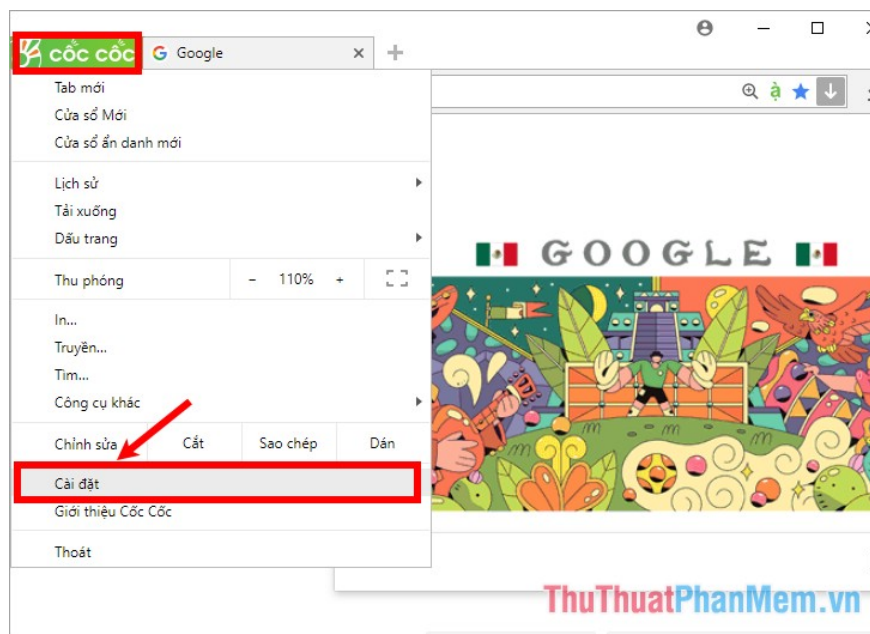 cốc cốc
Google
Tab mới
Cửa sổ Mới
Cửa sổ ẩn danh mới
Lịch sử
Tải xuống
Dấu trang
Thu phóng - 110% +
In...
Truyền...
Tìm...
Công cụ khác
Chỉnh sửa Cắt Sao chép Dán
Cài đặt
Giới thiệu Cốc Cốc
Thoát
ạ̀
GOOGLE
ThuThuatPhanMem.vn